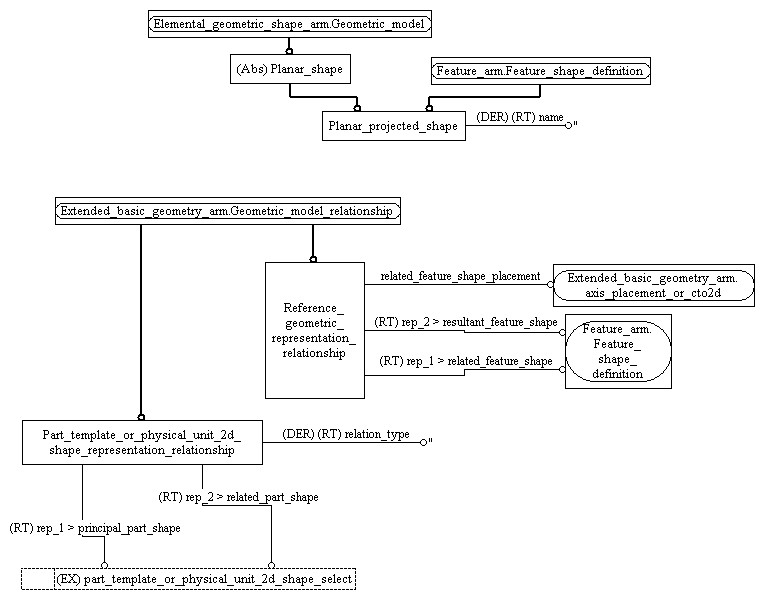 Elemental_geometric_shape_arm.Geometric_model
(Abs) Planar_shape
Feature_arm.Feature_shape_definition
Planar_projected_shape
(DER) (RT) name
"
Extended_basic_geometry_arm.Geometric_model_relationship
Reference_
geometric_
representation_
relationship
related_feature_shape_placement
Extended_basic_geometry_arm.
axis_placement_or_cto2d
(RT) rep_2 > resultant_feature_shape
(RT) rep_1 > related_feature_shape
Feature_arm.
Feature_
shape_
definition
Part_template_or_physical_unit_2d_
shape_representation_relationship
(DER) (RT) relation_type
"
(RT) rep_2 > related_part_shape
(RT) rep_1 > principal_part_shape
(EX) part_template_or_physical_unit_2d_shape_select